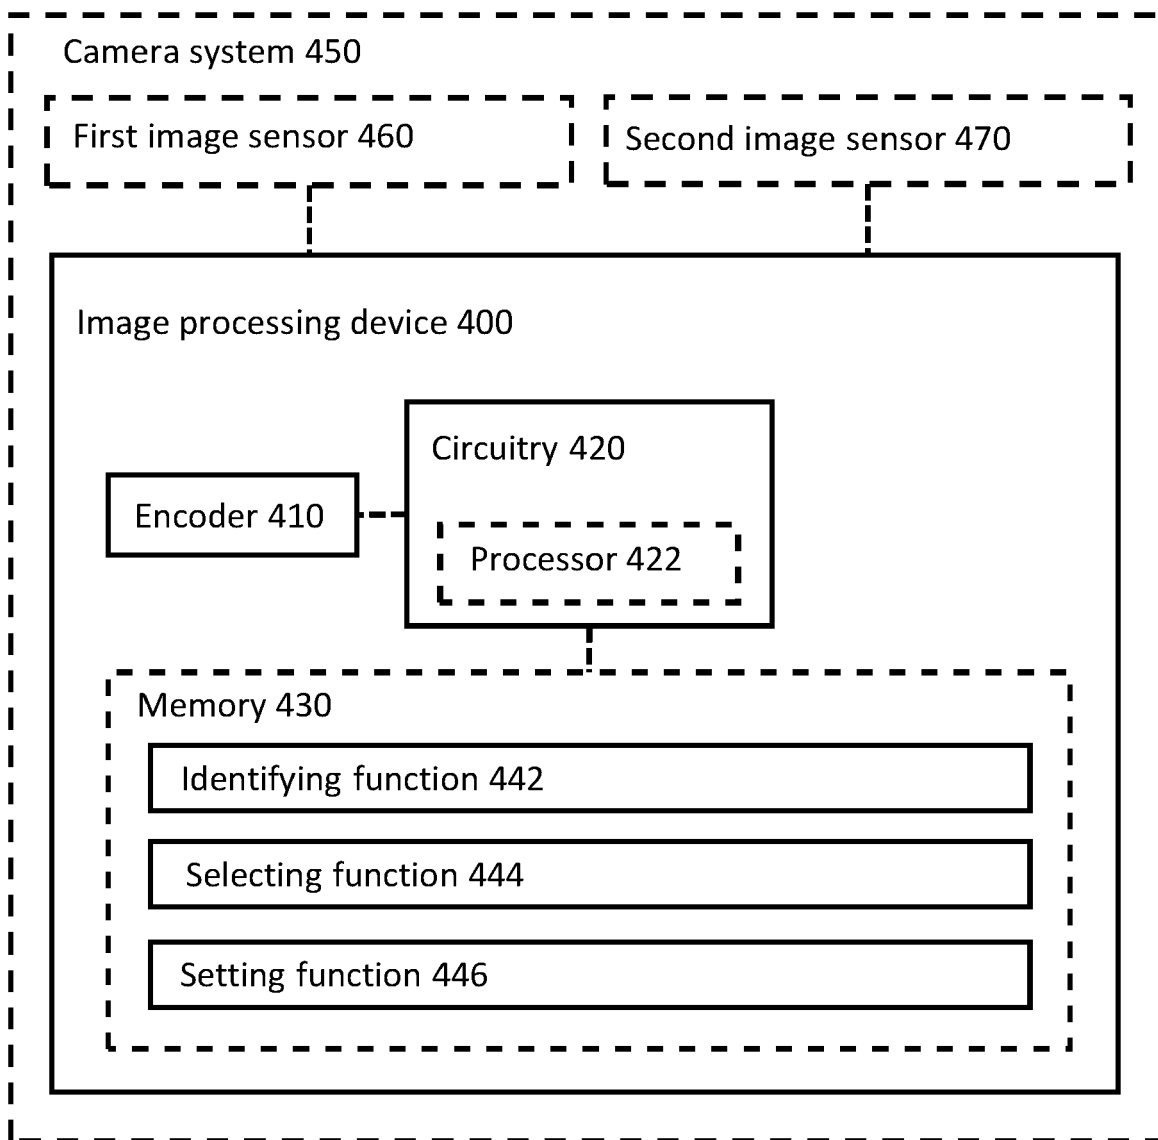 Camera system 450
First image sensor 460
Second image sensor 470
Image processing device 400
Circuitry 420
Encoder 410
Processor 422
Memory 430
Identifying function 442
Selecting function 444
Setting function 446